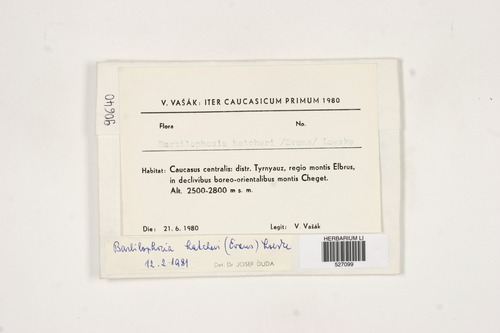 90640
V. VAŠÁK: ITER CAUCASICUM PRIMUM 1980
Flora No.
Barbilophozia hatcheri /Evans/ Loeske
Habitat: Caucasus centralis: distr. Tyrnyauz, regio montis Elbrus,
in declivibus boreo-orientalibus montis Cheget.
Alt. 2500-2800 m s. m.
Die: 21. 6. 1980 Legit: V. Vašák
Barbilophozia hatcheri (Evans) Loeske
12. 2. 1981 Det. Dr. JOSEF DUDA
HERBARIUM LI
527099